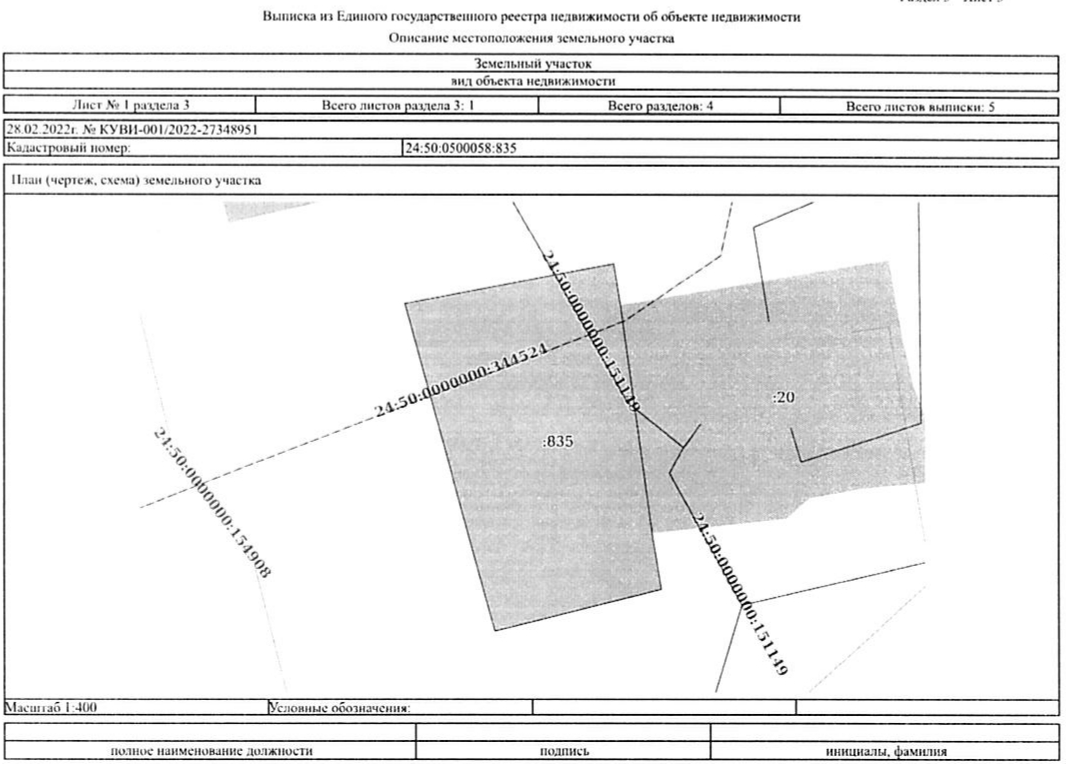 Выписка из Единого государственного реестра недвижимости об объекте недвижимости
Описание местоположения земельного участка
Земельный участок
вид объекта недвижимости
Лист № 1 раздела 3 Всего листов раздела 3: 1 Всего разделов: 4 Всего листов выписки: 5
28.02.2022г. № КУВИ-001/2022-27348951
Кадастровый номер: 24:50:0500058:835
План (чертеж, схема) земельного участка
24:50:0000000:151149
24:50:0000000:344524
:20
:835
24:50:0000000:154908
24:50:0000000:151149
Масштаб 1:400 Условные обозначения:
полное наименование должности подпись инициалы, фамилия